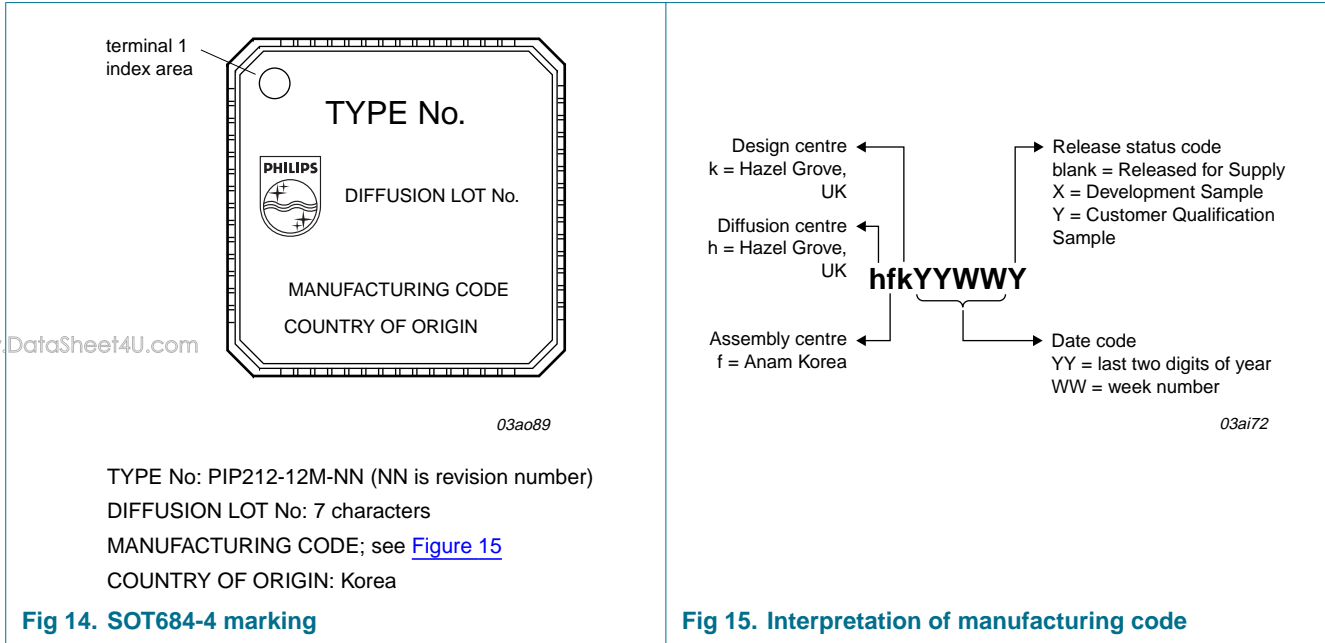 terminal 1
index area
TYPE No.
PHILIPS
DIFFUSION LOT No.
MANUFACTURING CODE
COUNTRY OF ORIGIN
.DataSheet4U.com
03ao89
TYPE No: PIP212-12M-NN (NN is revision number)
DIFFUSION LOT No: 7 characters
MANUFACTURING CODE; see Figure 15
COUNTRY OF ORIGIN: Korea
Fig 14. SOT684-4 marking
Design centre
k = Hazel Grove,
UK
Diffusion centre
h = Hazel Grove,
UK
hfkYYWWY
Assembly centre
f = Anam Korea
Release status code
blank = Released for Supply
X = Development Sample
Y = Customer Qualification
Sample
Date code
YY = last two digits of year
WW = week number
03ai72
Fig 15. Interpretation of manufacturing code